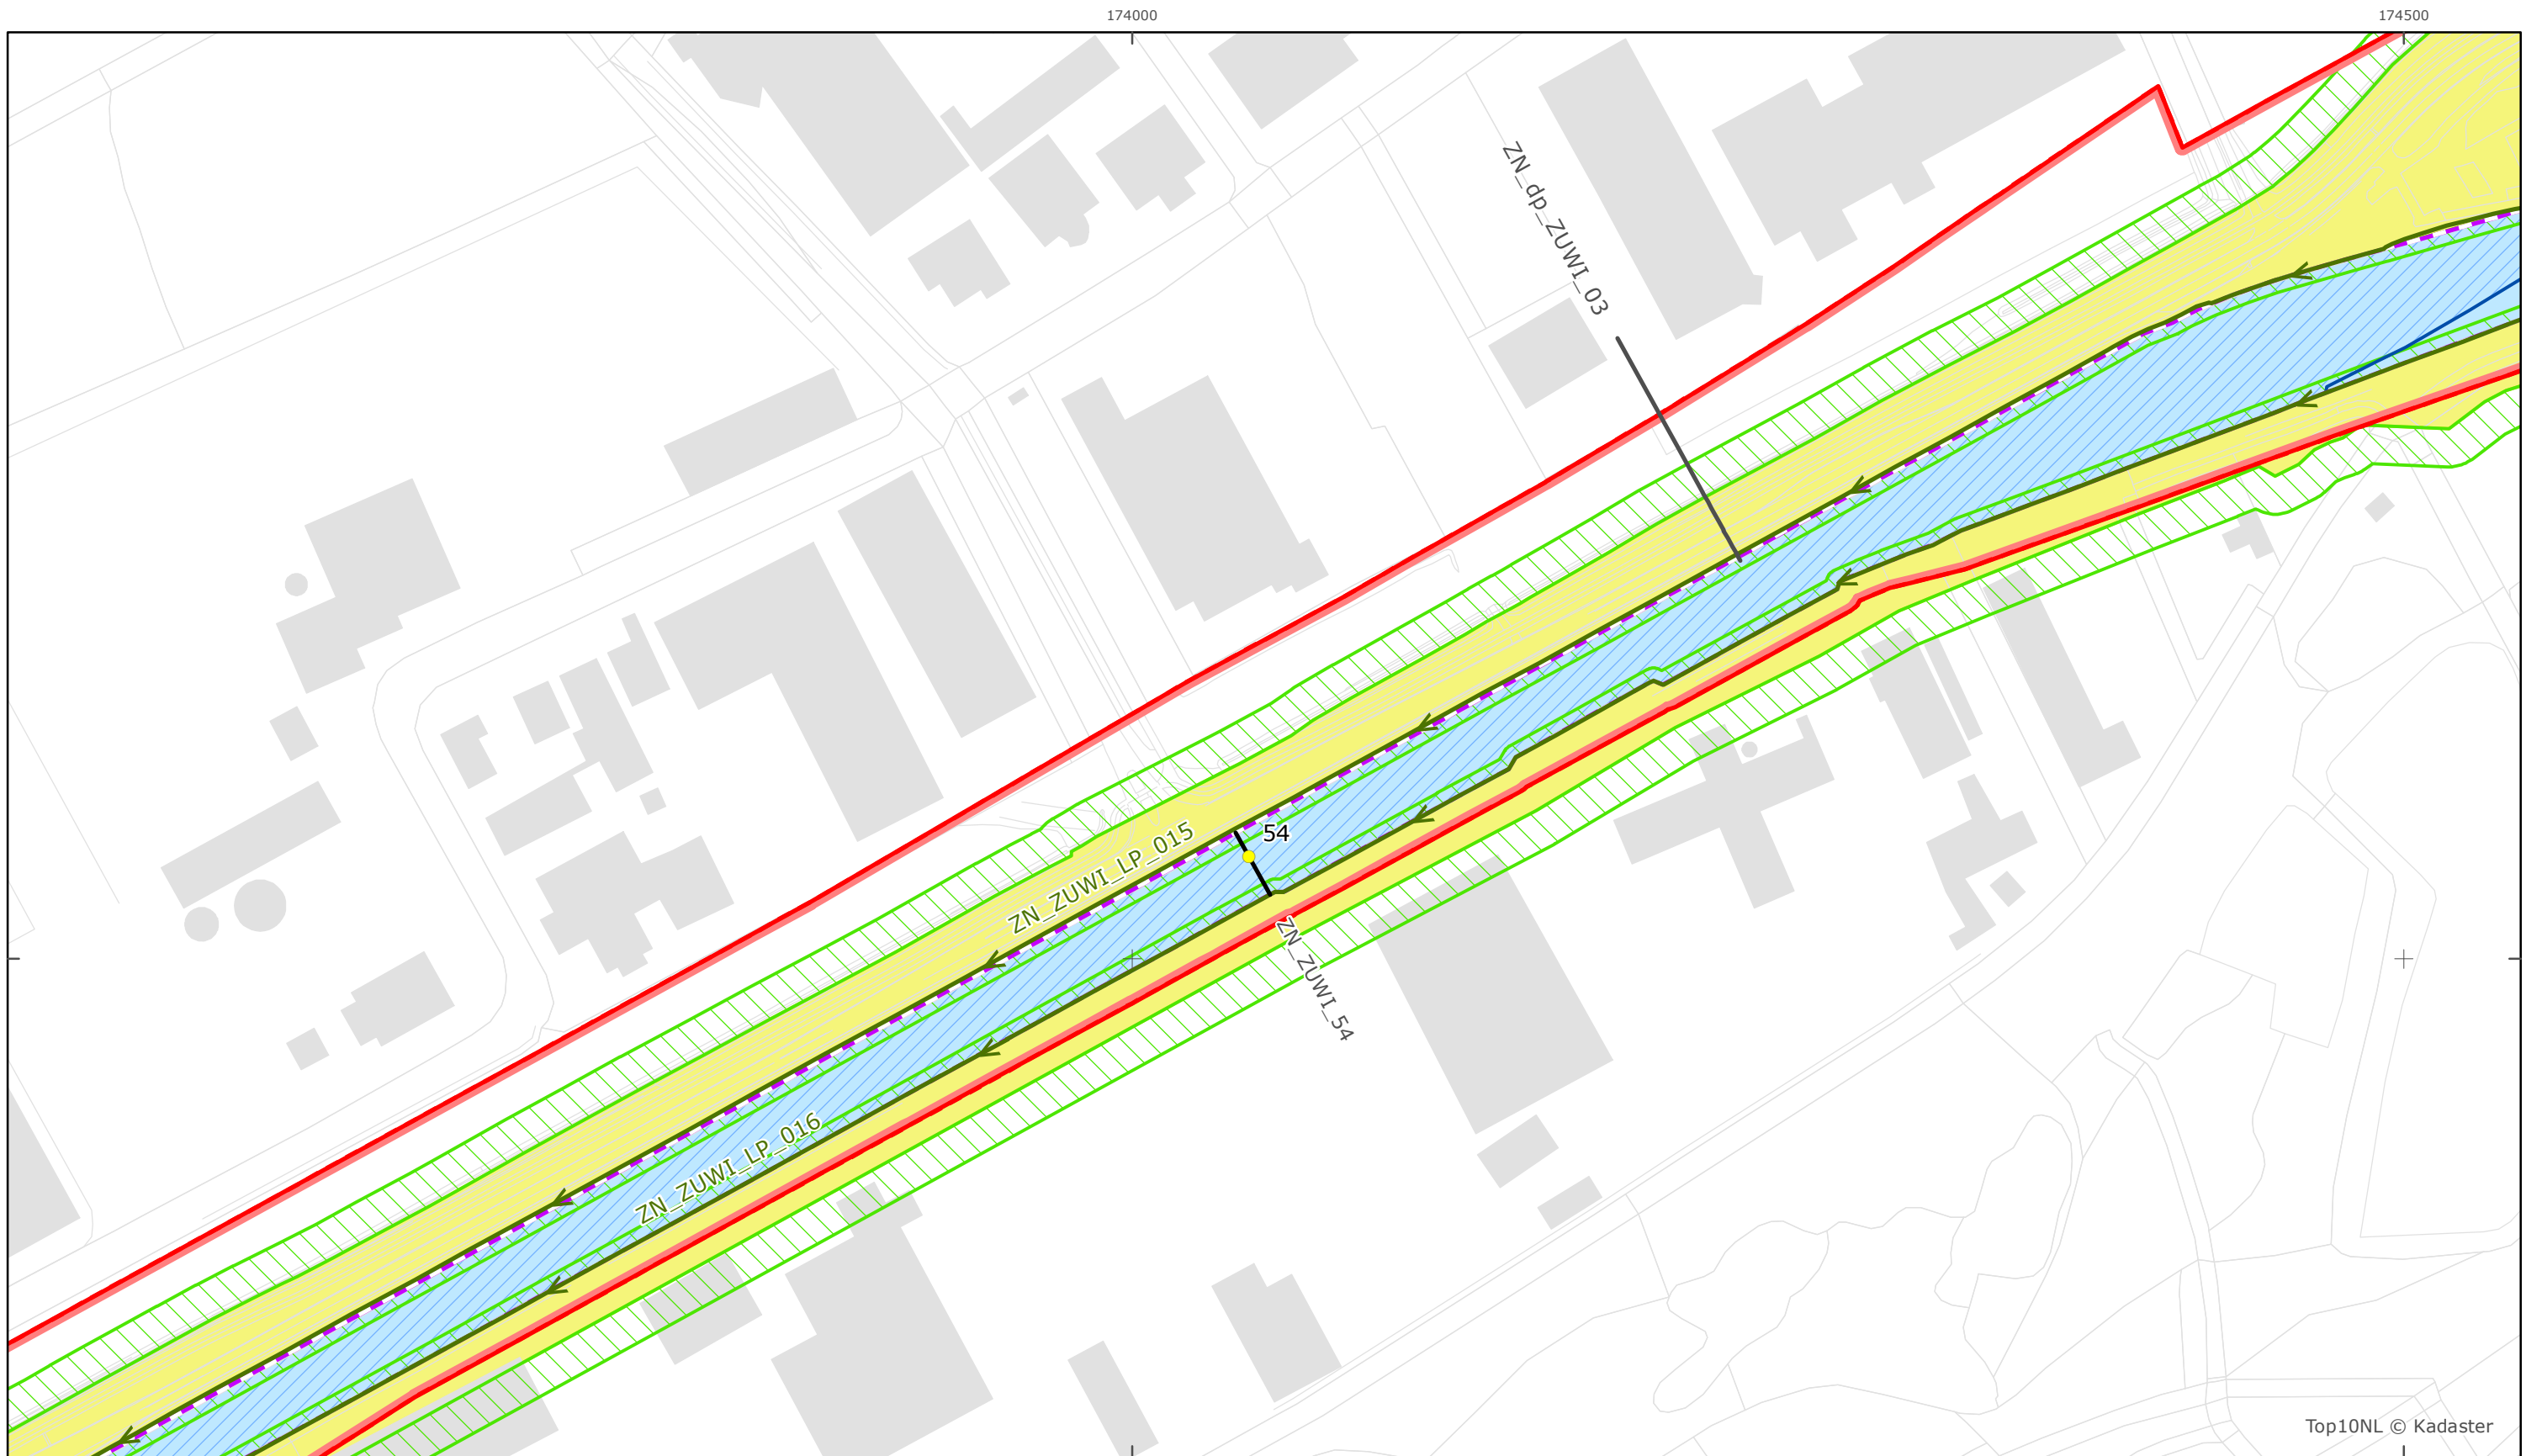 174000
174500
ZN_dp_ZUWI_03
54
ZN_ZUWI_LP_015
ZN_ZUWI_54
ZN_ZUWI_LP_016
Top10NL © Kadaster